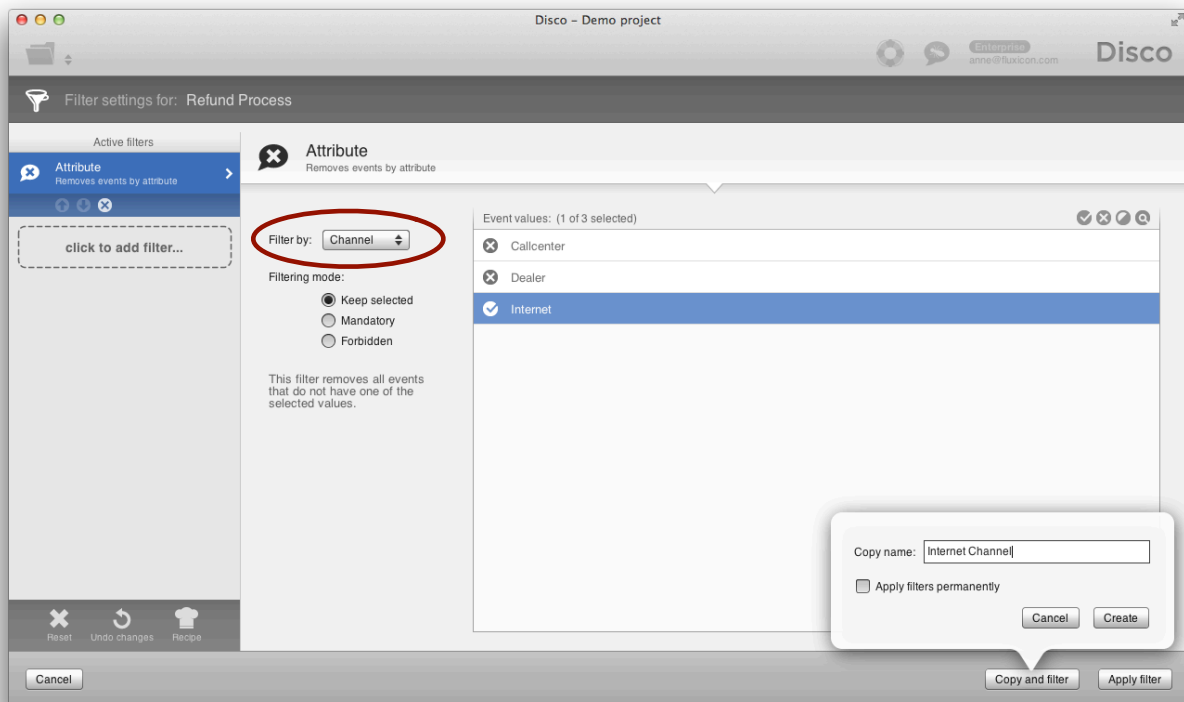 Disco - Demo project
Enterprise
anne@fluxicon.com
Disco
Filter settings for: Refund Process
Active filters
Attribute
Removes events by attribute
click to add filter...
Attribute
Removes events by attribute
Filter by: Channel
Filtering mode:
Keep selected
Mandatory
Forbidden
This filter removes all events
that do not have one of the
selected values.
Event values: (1 of 3 selected)
Callcenter
Dealer
Internet
Copy name: Internet Channel
Apply filters permanently
Cancel Create
Reset Undo changes Recipe
Cancel Copy and filter Apply filter